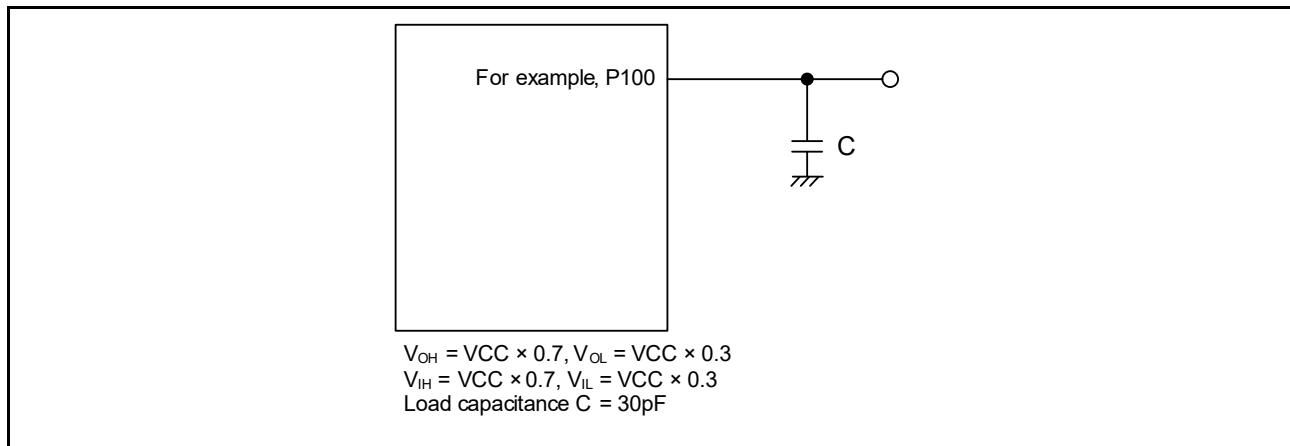 For example, P100
C
VOH = VCC × 0.7, VOL = VCC × 0.3
VIH = VCC × 0.7, VIL = VCC × 0.3
Load capacitance C = 30pF